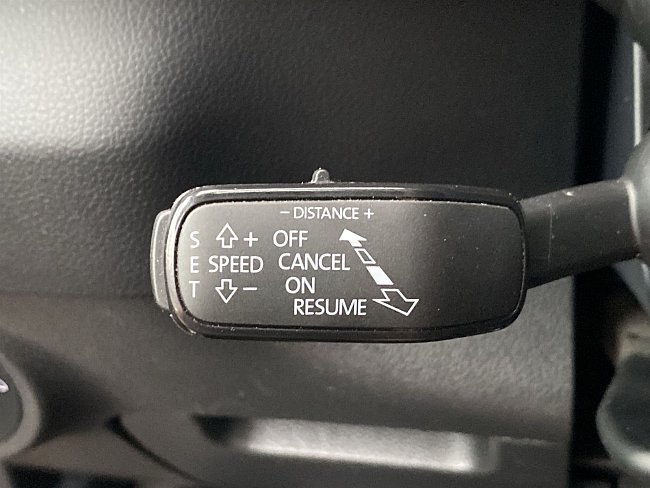 − DISTANCE +
S + OFF
E SPEED CANCEL
T − ON
RESUME